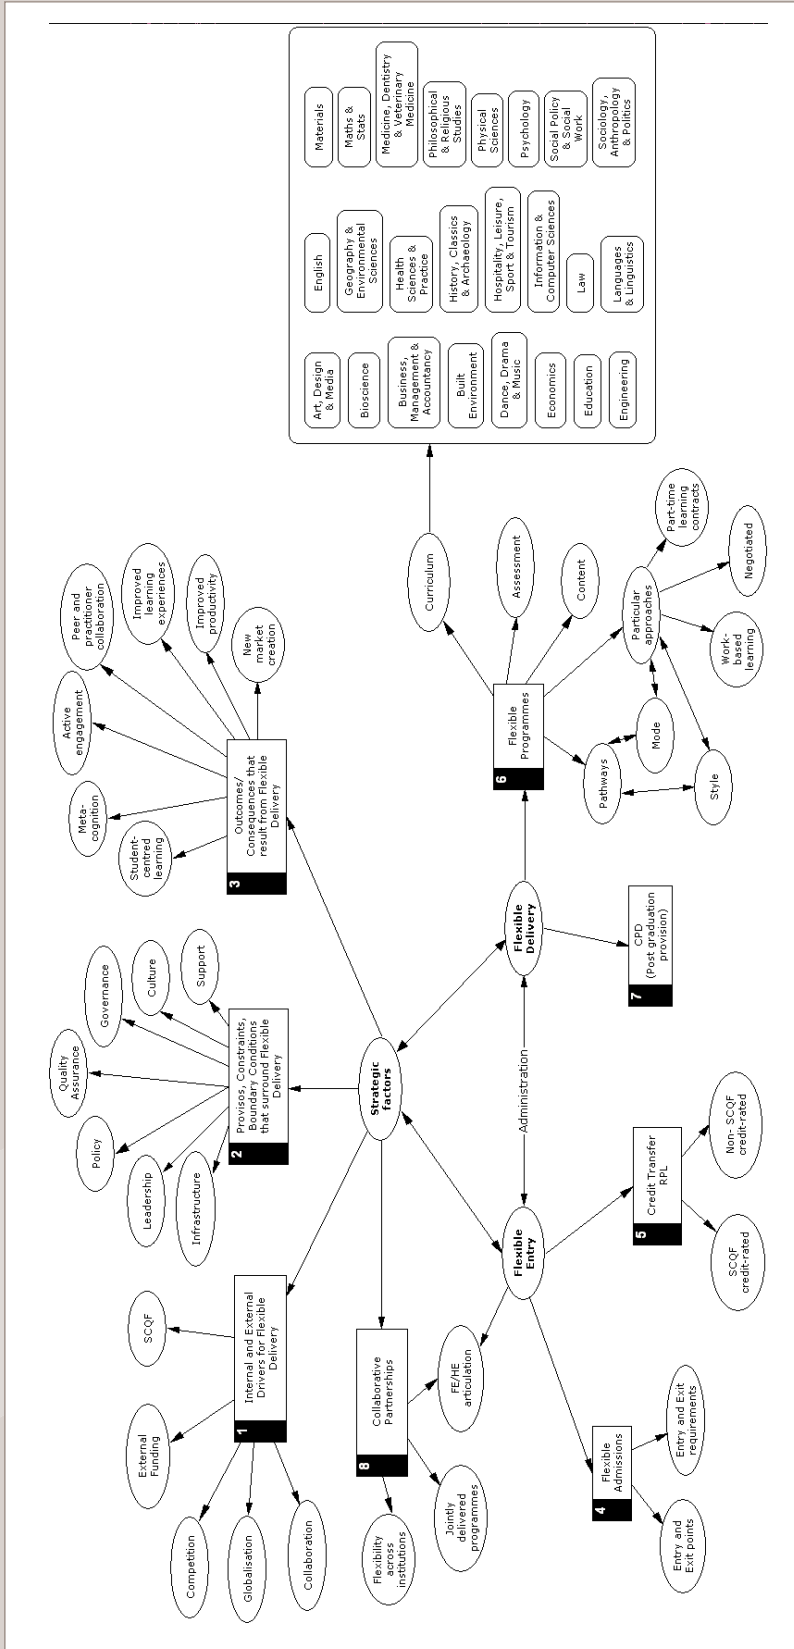 1
Internal and External
Drivers for Flexible
Delivery
Competition
Globalisation
Collaboration
External
Funding
SCQF
2
Provisos, Constraints,
Boundary Conditions
that surround Flexible
Delivery
Infrastructure
Leadership
Policy
Quality
Assurance
Governance
Culture
Support
3
Outcomes/
Consequences that
result from Flexible
Delivery
Student-
centred
learning
Meta-
cognition
Active
engagement
Peer and
practitioner
collaboration
Improved
learning
experiences
Improved
productivity
New
market
creation
Strategic
factors
8
Collaborative
Partnerships
Flexibility
across
institutions
Jointly
delivered
programmes
FE/HE
articulation
Flexible
Entry
Administration
Flexible
Delivery
4
Flexible
Admissions
Entry and
Exit points
Entry and Exit
requirements
5
Credit Transfer
RPL
SCQF
credit-rated
Non- SCQF
credit-rated
7
CPD
(Post graduation
provision)
6
Flexible
Programmes
Curriculum
Assessment
Content
Particular
approaches
Part-time
learning
contracts
Negotiated
Work-
based
learning
Pathways
Mode
Style
Art, Design
& Media
Bioscience
Business,
Management &
Accountancy
Built
Environment
Dance, Drama
& Music
Economics
Education
Engineering
English
Geography &
Environmental
Sciences
Health
Sciences &
Practice
History, Classics
& Archaeology
Hospitality, Leisure,
Sport & Tourism
Information &
Computer Sciences
Law
Languages
& Linguistics
Materials
Maths &
Stats
Medicine, Dentistry
& Veterinary
Medicine
Philosophical
& Religious
Studies
Physical
Sciences
Psychology
Social Policy
& Social
Work
Sociology,
Anthropology
& Politics